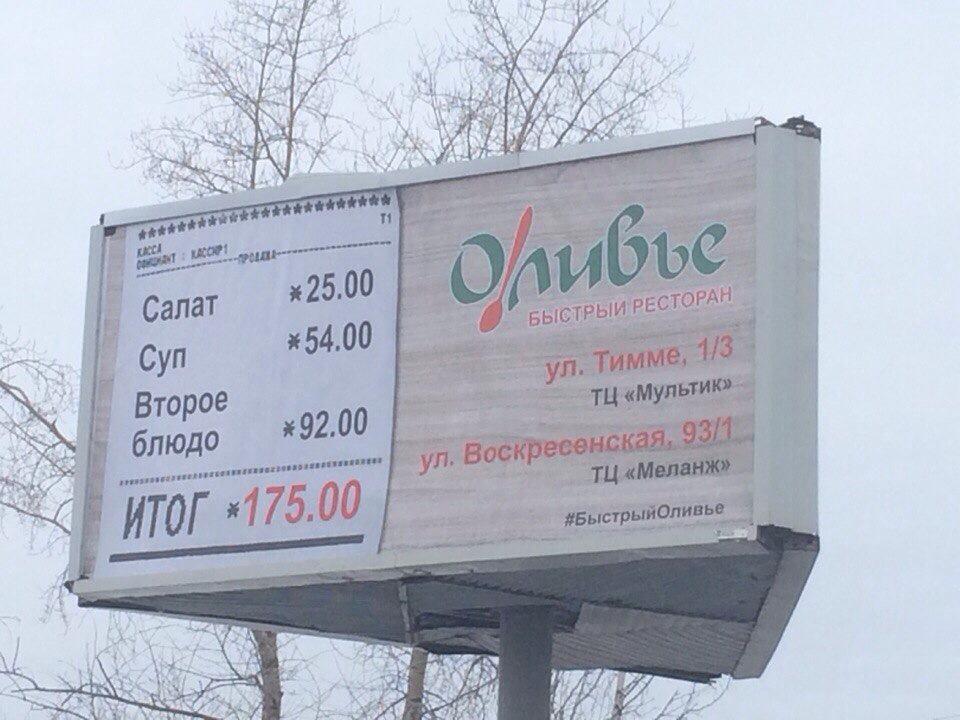 ************************
Т1
КАССА
ОФИЦИАНТ : КАССИР1
ПРОДАЖА
Салат *25.00
Суп *54.00
Второе
блюдо *92.00
ИТОГ *175.00
Оливье
БЫСТРЫЙ РЕСТОРАН
ул. Тимме, 1/3
ТЦ «Мультик»
ул. Воскресенская, 93/1
ТЦ «Меланж»
#БыстрыйОливье